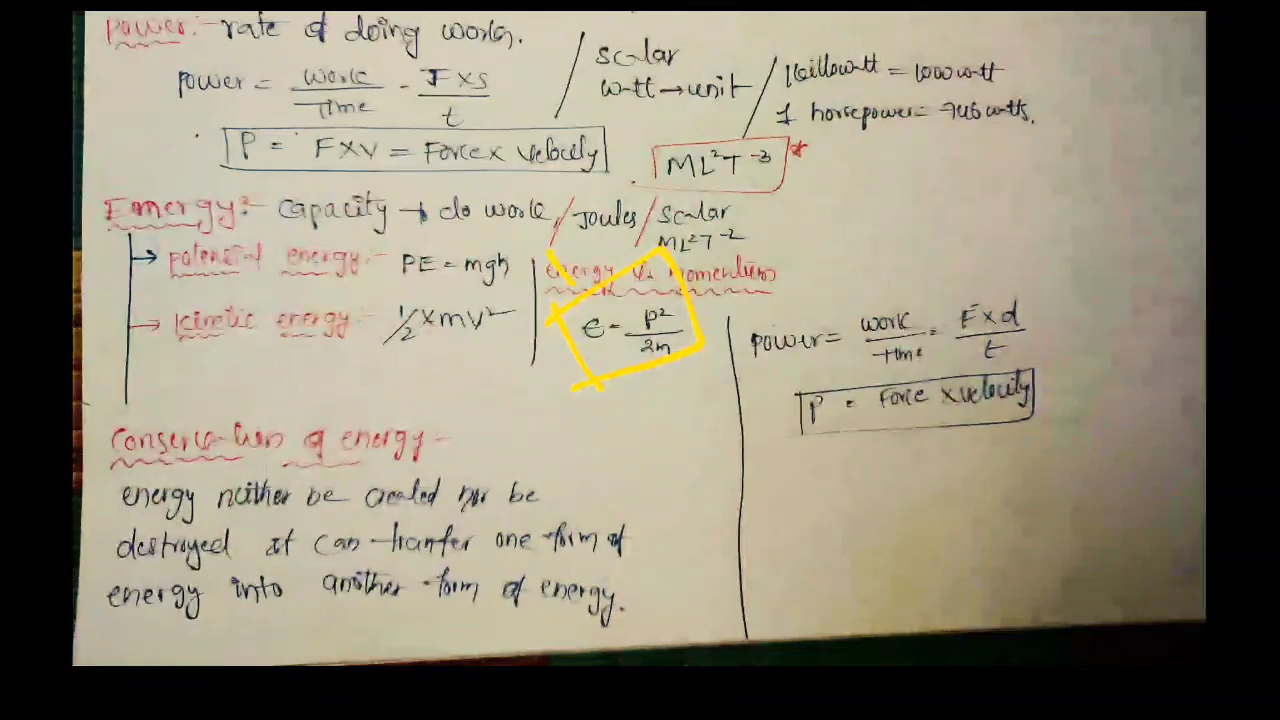 Power:- rate of doing work.
Power = Work / Time = F×s / t
P = F×V = Force × velocity
scalar
watt → unit
killowatt = 1000 watt
1 horsepower = 746 watts.
ML²T⁻³ *
Energy:- capacity to do work / Joules / scalar
ML²T⁻²
→ potential energy:- PE = mgh
→ kinetic energy:- 1/2 × mv²
energy vs momentum
E = P² / 2m
power = work / time = F×d / t
P = Force × velocity
Conservation of energy:-
energy neither be created nor be
destroyed it can tranfer one form of
energy into another form of energy.